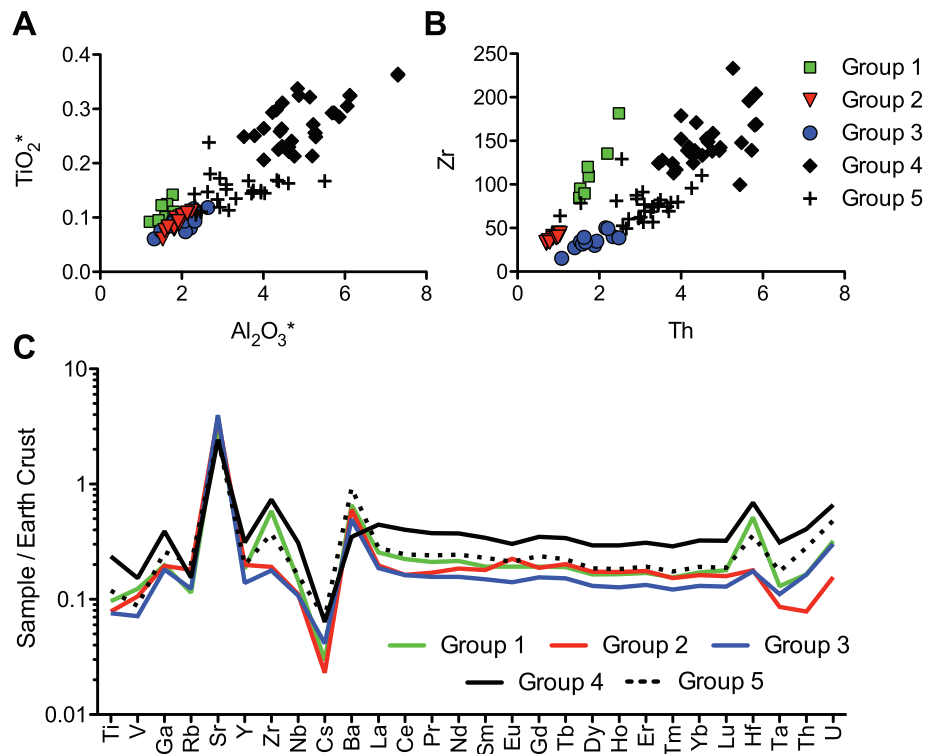 A
TiO2*
0.4
0.3
0.2
0.1
0.0
0 2 4 6 8
Al2O3*
B
Zr
250
200
150
100
50
0
0 2 4 6 8
Th
Group 1
Group 2
Group 3
Group 4
Group 5
C
Sample / Earth Crust
10
1
0.1
0.01
Group 1 Group 2 Group 3
Group 4 Group 5
Ti V Ga Rb Sr Y Zr Nb Cs Ba La Ce Pr Nd Sm Eu Gd Tb Dy Ho Er Tm Yb Lu Hf Ta Th U